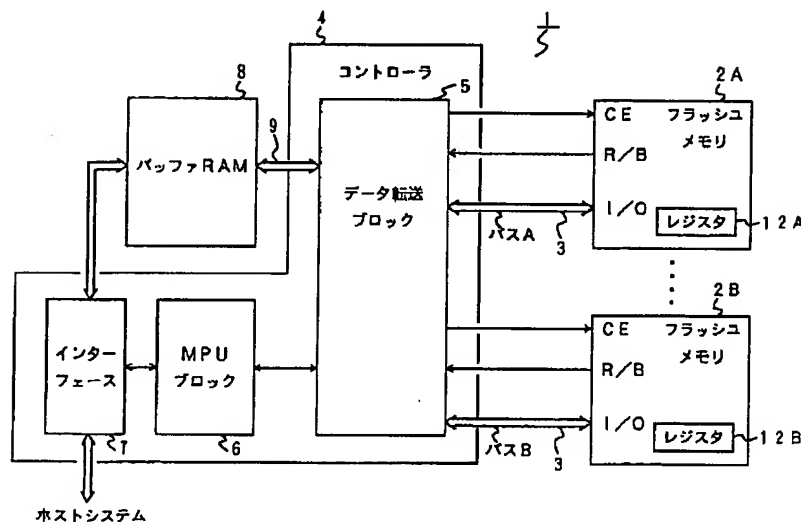 4
1
コントローラ
8
5
2A
バッファRAM
9
データ転送
ブロック
CE
フラッシュ
メモリ
R/B
I/O
レジスタ
12A
バスA
3
2B
CE
フラッシュ
メモリ
R/B
I/O
レジスタ
12B
バスB
3
インター
フェース
7
MPU
ブロック
6
ホストシステム